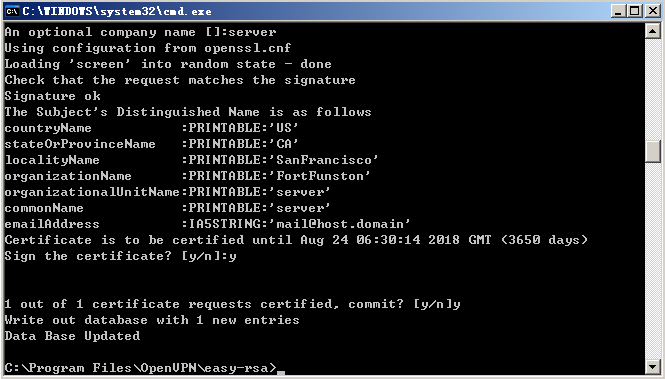 C:\WINDOWS\system32\cmd.exe
An optional company name []:server
Using configuration from openssl.cnf
Loading 'screen' into random state - done
Check that the request matches the signature
Signature ok
The Subject's Distinguished Name is as follows
countryName           :PRINTABLE:'US'
stateOrProvinceName   :PRINTABLE:'CA'
localityName          :PRINTABLE:'SanFrancisco'
organizationName      :PRINTABLE:'FortFunston'
organizationalUnitName:PRINTABLE:'server'
commonName            :PRINTABLE:'server'
emailAddress          :IA5STRING:'mail@host.domain'
Certificate is to be certified until Aug 24 06:30:14 2018 GMT (3650 days)
Sign the certificate? [y/n]:y
1 out of 1 certificate requests certified, commit? [y/n]y
Write out database with 1 new entries
Data Base Updated
C:\Program Files\OpenVPN\easy-rsa>_